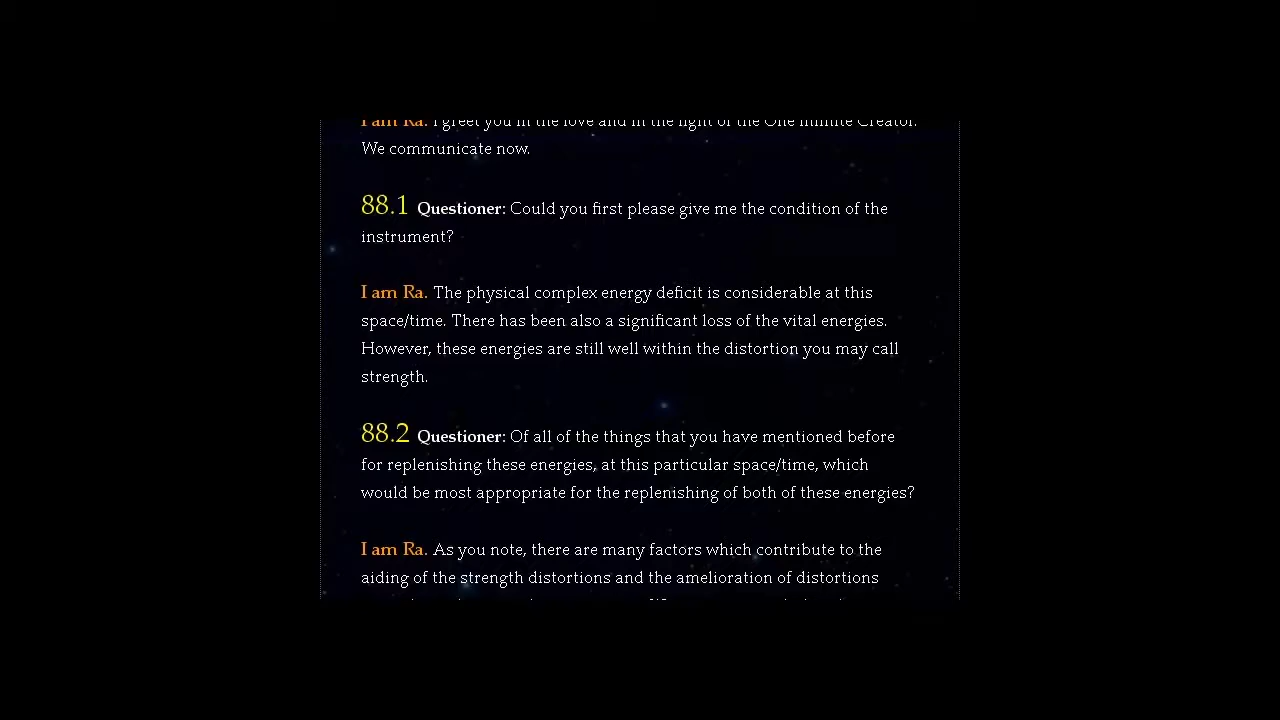 I am Ra. I greet you in the love and in the light of the One Infinite Creator.
We communicate now.
88.1 Questioner: Could you first please give me the condition of the
instrument?
I am Ra. The physical complex energy deficit is considerable at this
space/time. There has been also a significant loss of the vital energies.
However, these energies are still well within the distortion you may call
strength.
88.2 Questioner: Of all of the things that you have mentioned before
for replenishing these energies, at this particular space/time, which
would be most appropriate for the replenishing of both of these energies?
I am Ra. As you note, there are many factors which contribute to the
aiding of the strength distortions and the amelioration of distortions